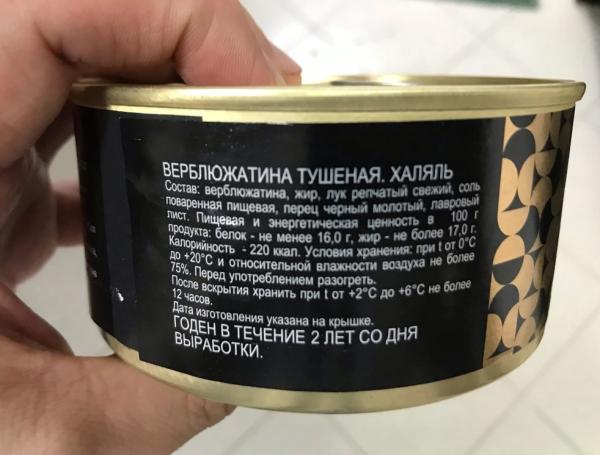 ВЕРБЛЮЖАТИНА ТУШЕНАЯ. ХАЛЯЛЬ
Состав: верблюжатина, жир, лук репчатый свежий, соль
поваренная пищевая, перец черный молотый, лавровый
лист. Пищевая и энергетическая ценность в 100 г
продукта: белок - не менее 16,0 г, жир - не более 17,0 г.
Калорийность - 220 ккал. Условия хранения: при t от 0°С
до +20°С и относительной влажности воздуха не более
75%. Перед употреблением разогреть.
После вскрытия хранить при t от +2°С до +6°С не более
12 часов.
Дата изготовления указана на крышке.
ГОДЕН В ТЕЧЕНИЕ 2 ЛЕТ СО ДНЯ
ВЫРАБОТКИ.